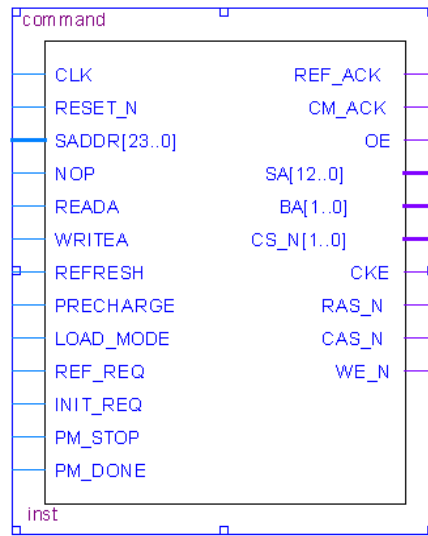 command
CLK REF_ACK
RESET_N CM_ACK
SADDR[23..0] OE
NOP SA[12..0]
READA BA[1..0]
WRITEA CS_N[1..0]
REFRESH CKE
PRECHARGE RAS_N
LOAD_MODE CAS_N
REF_REQ WE_N
INIT_REQ
PM_STOP
PM_DONE
inst